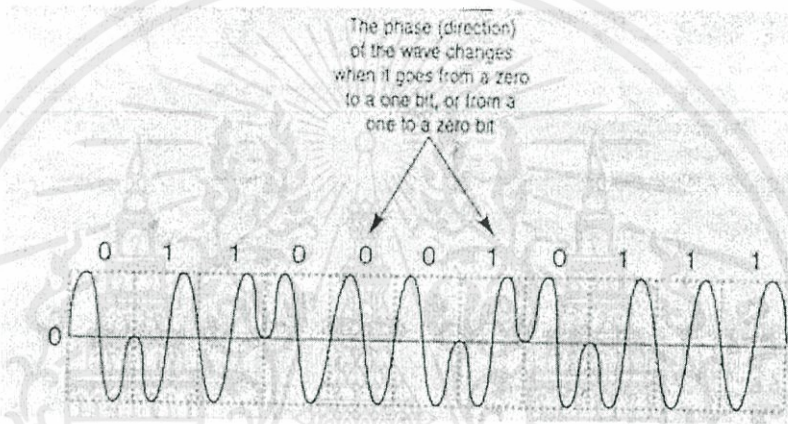 The phase (direction)
of the wave changes
when it goes from a zero
to a one bit, or from a
one to a zero bit
0 1 1 0 0 0 1 0 1 1 1
0